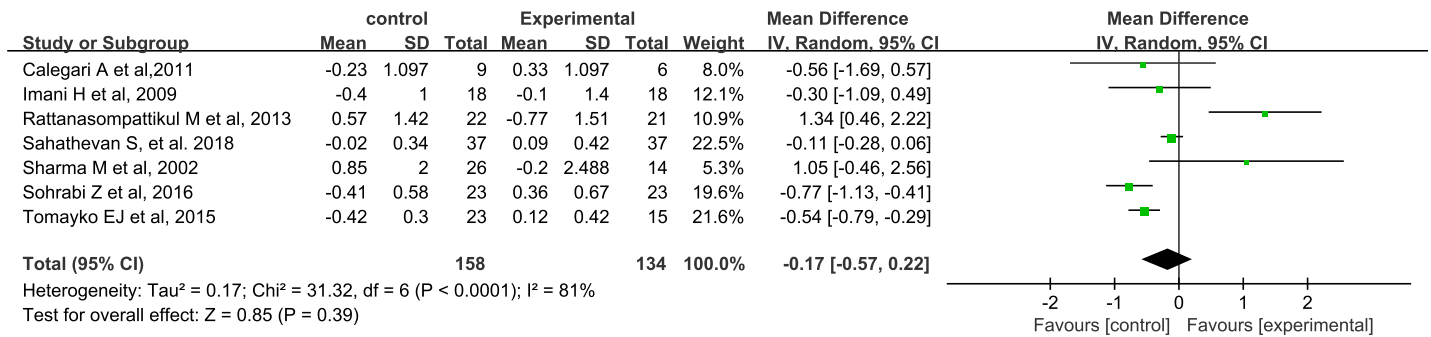 control Experimental Mean Difference Mean Difference
Study or Subgroup Mean SD Total Mean SD Total Weight IV, Random, 95% CI IV, Random, 95% CI
Calegari A et al,2011 -0.23 1.097 9 0.33 1.097 6 8.0% -0.56 [-1.69, 0.57]
Imani H et al, 2009 -0.4 1 18 -0.1 1.4 18 12.1% -0.30 [-1.09, 0.49]
Rattanasompattikul M et al, 2013 0.57 1.42 22 -0.77 1.51 21 10.9% 1.34 [0.46, 2.22]
Sahathevan S, et al. 2018 -0.02 0.34 37 0.09 0.42 37 22.5% -0.11 [-0.28, 0.06]
Sharma M et al, 2002 0.85 2 26 -0.2 2.488 14 5.3% 1.05 [-0.46, 2.56]
Sohrabi Z et al, 2016 -0.41 0.58 23 0.36 0.67 23 19.6% -0.77 [-1.13, -0.41]
Tomayko EJ et al, 2015 -0.42 0.3 23 0.12 0.42 15 21.6% -0.54 [-0.79, -0.29]
Total (95% CI) 158 134 100.0% -0.17 [-0.57, 0.22]
Heterogeneity: Tau² = 0.17; Chi² = 31.32, df = 6 (P < 0.0001); I² = 81%
Test for overall effect: Z = 0.85 (P = 0.39)
-2 -1 0 1 2
Favours [control] Favours [experimental]